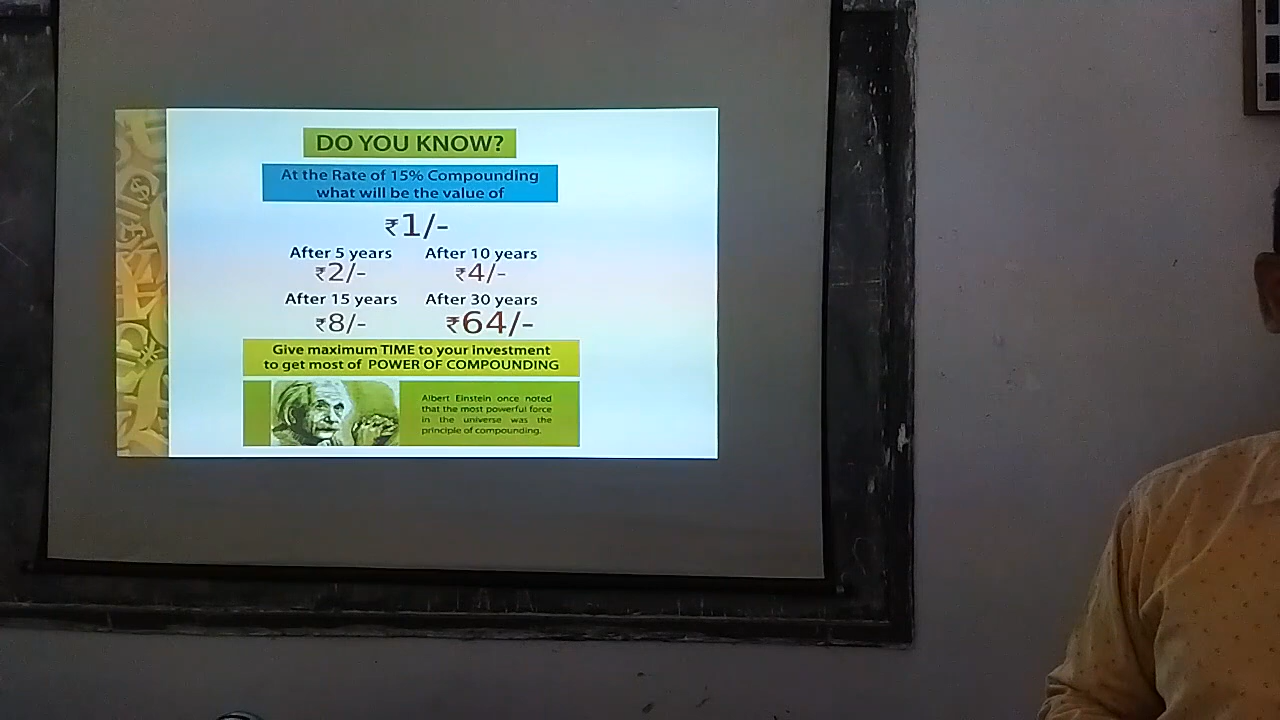 DO YOU KNOW?
At the Rate of 15% Compounding
what will be the value of
₹1/-
After 5 years After 10 years
₹2/- ₹4/-
After 15 years After 30 years
₹8/- ₹64/-
Give maximum TIME to your investment
to get most of POWER OF COMPOUNDING
Albert Einstein once noted
that the most powerful force
in the universe was the
principle of compounding.